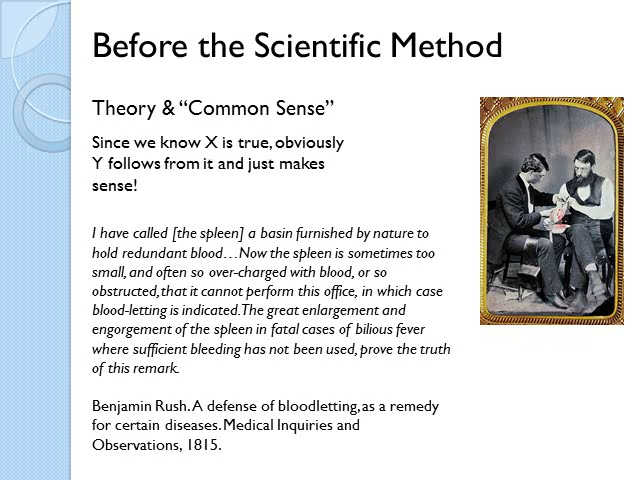 Before the Scientific Method
Theory & “Common Sense”
Since we know X is true, obviously
Y follows from it and just makes
sense!
I have called [the spleen] a basin furnished by nature to
hold redundant blood…Now the spleen is sometimes too
small, and often so over-charged with blood, or so
obstructed, that it cannot perform this office, in which case
blood-letting is indicated. The great enlargement and
engorgement of the spleen in fatal cases of bilious fever
where sufficient bleeding has not been used, prove the truth
of this remark.
Benjamin Rush. A defense of bloodletting, as a remedy
for certain diseases. Medical Inquiries and
Observations, 1815.